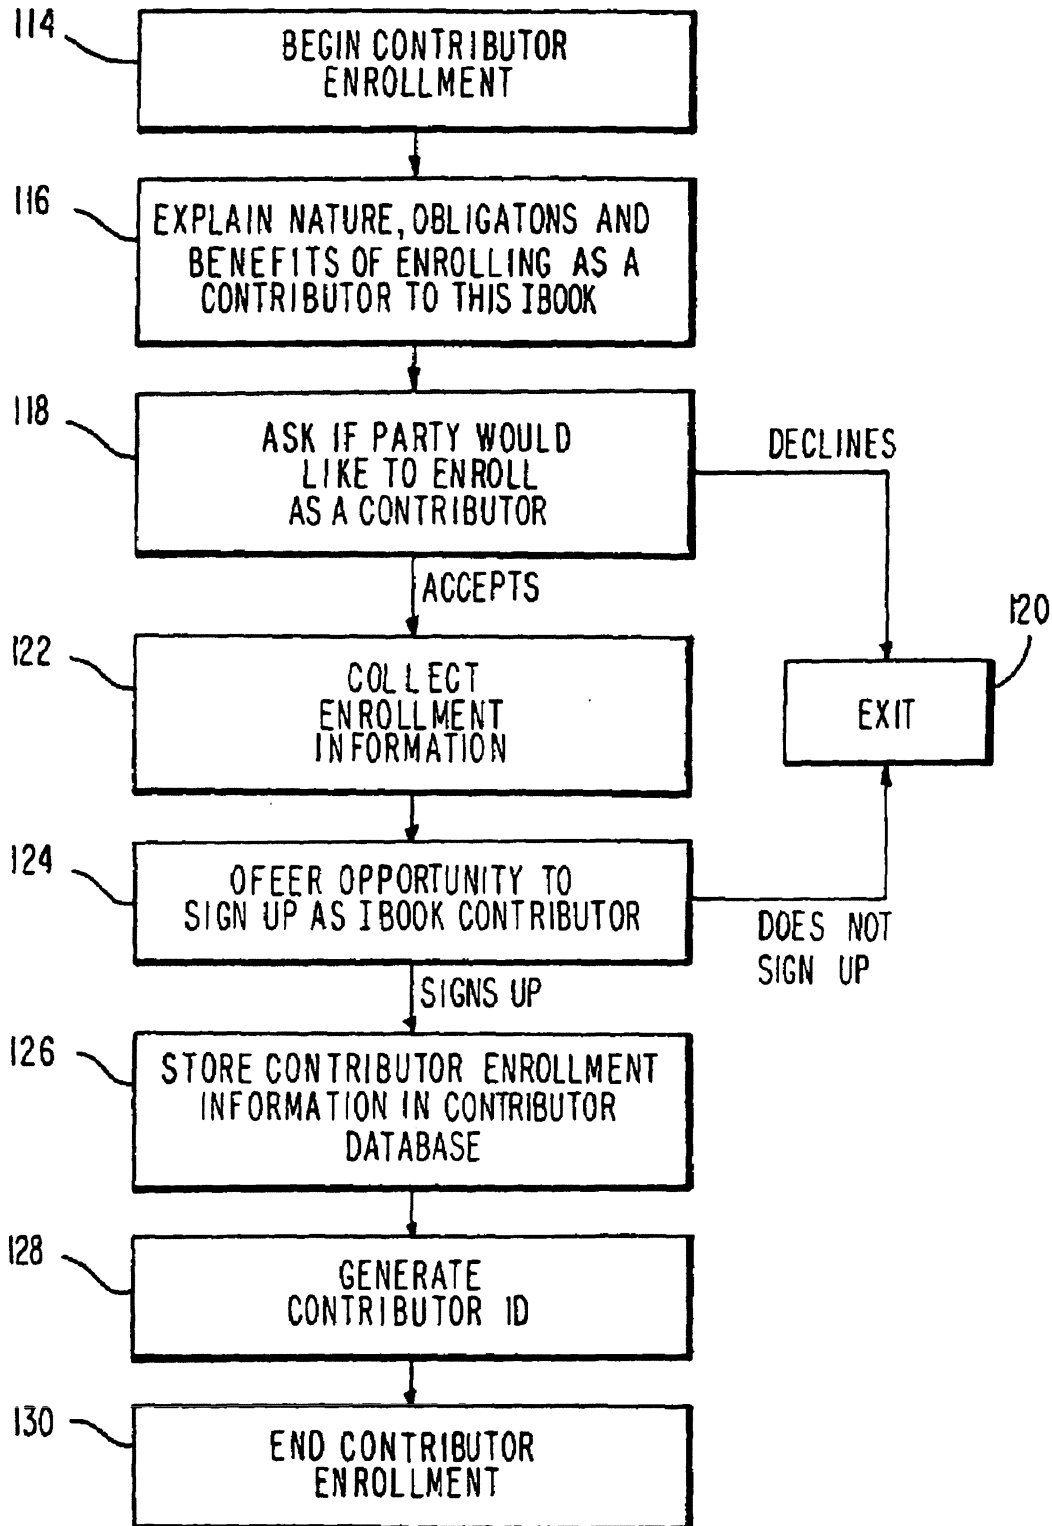 114
BEGIN CONTRIBUTOR
ENROLLMENT
116
EXPLAIN NATURE, OBLIGATONS AND
BENEFITS OF ENROLLING AS A
CONTRIBUTOR TO THIS IBOOK
118
ASK IF PARTY WOULD
LIKE TO ENROLL
AS A CONTRIBUTOR
DECLINES
ACCEPTS
120
EXIT
122
COLLECT
ENROLLMENT
INFORMATION
124
OFEER OPPORTUNITY TO
SIGN UP AS IBOOK CONTRIBUTOR
DOES NOT
SIGN UP
SIGNS UP
126
STORE CONTRIBUTOR ENROLLMENT
INFORMATION IN CONTRIBUTOR
DATABASE
128
GENERATE
CONTRIBUTOR ID
130
END CONTRIBUTOR
ENROLLMENT